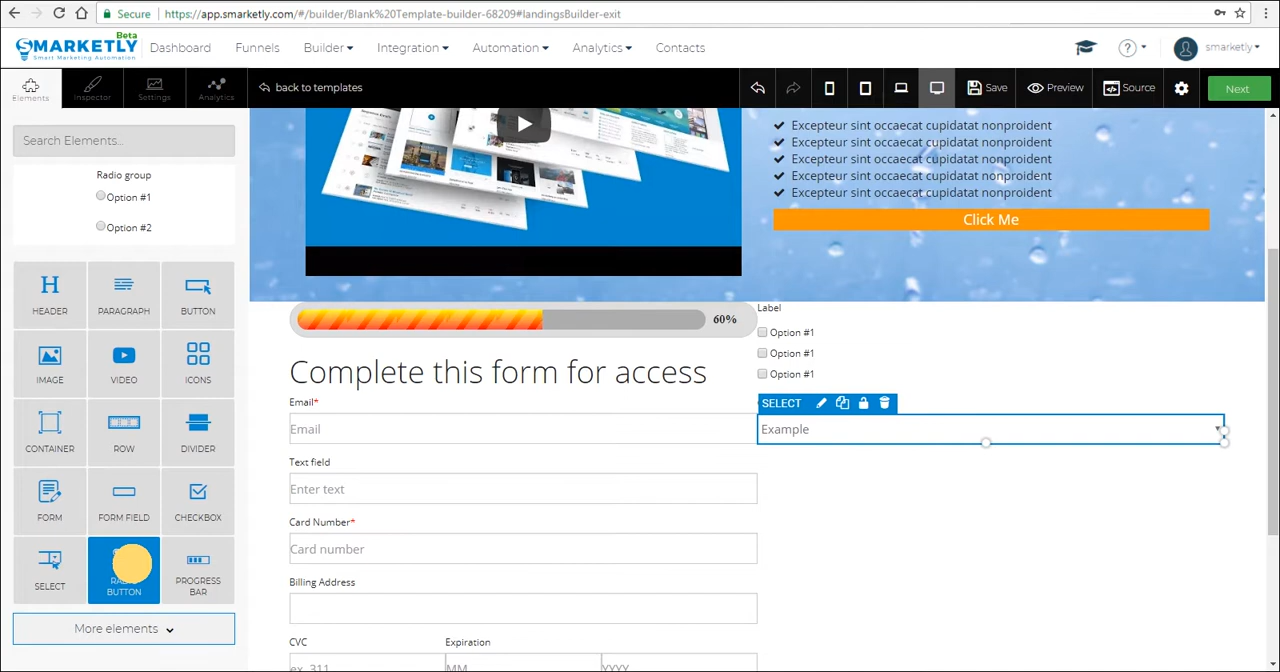 Secure https://app.smarketly.com/#/builder/Blank%20Template-builder-68209#landingsBuilder-exit
SMARKETLY Beta
Smart Marketing Automation
Dashboard Funnels Builder Integration Automation Analytics Contacts ? smarketly
Elements Inspector Settings Analytics back to templates Save Preview Source Next
Search Elements...
Radio group
Option #1
Option #2
HEADER PARAGRAPH BUTTON
IMAGE VIDEO ICONS
CONTAINER ROW DIVIDER
FORM FORM FIELD CHECKBOX
SELECT BUTTON PROGRESS BAR
More elements
Excepteur sint occaecat cupidatat nonproident
Excepteur sint occaecat cupidatat nonproident
Excepteur sint occaecat cupidatat nonproident
Excepteur sint occaecat cupidatat nonproident
Excepteur sint occaecat cupidatat nonproident
Click Me
60%
Complete this form for access
Email*
Email
Text field
Enter text
Card Number*
Card number
Billing Address
CVC Expiration
ex. 311 MM YYYY
Label
Option #1
Option #1
Option #1
SELECT
Example